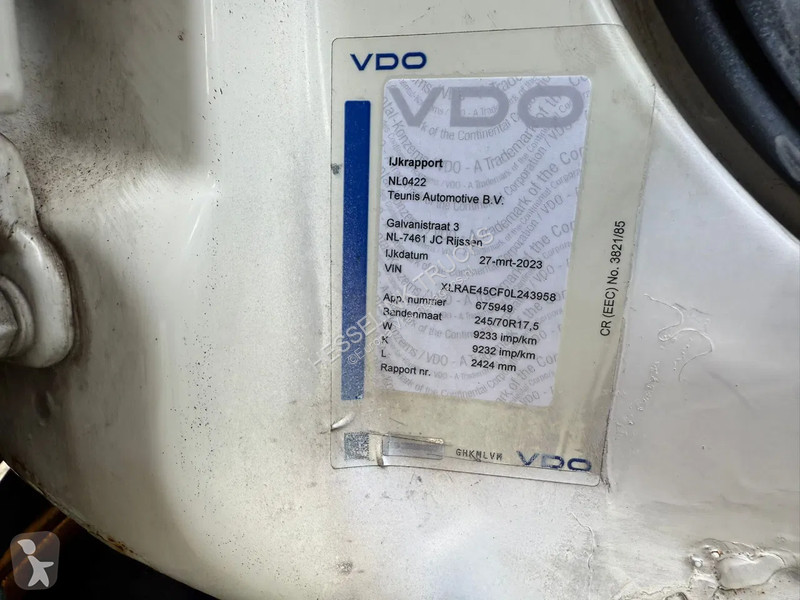 VDO
VDO
IJkrapport
NL0422
Teunis Automotive B.V.
Galvanistraat 3
NL-7461 JC Rijssen
IJkdatum 27-mrt-2023
VIN XLRAE45CF0L243958
App. nummer 675949
Bandenmaat 245/70R17,5
W 9233 imp/km
K 9232 imp/km
L 2424 mm
Rapport nr.
CR (EEC) No. 3821/85
GHKMLVM
VDO